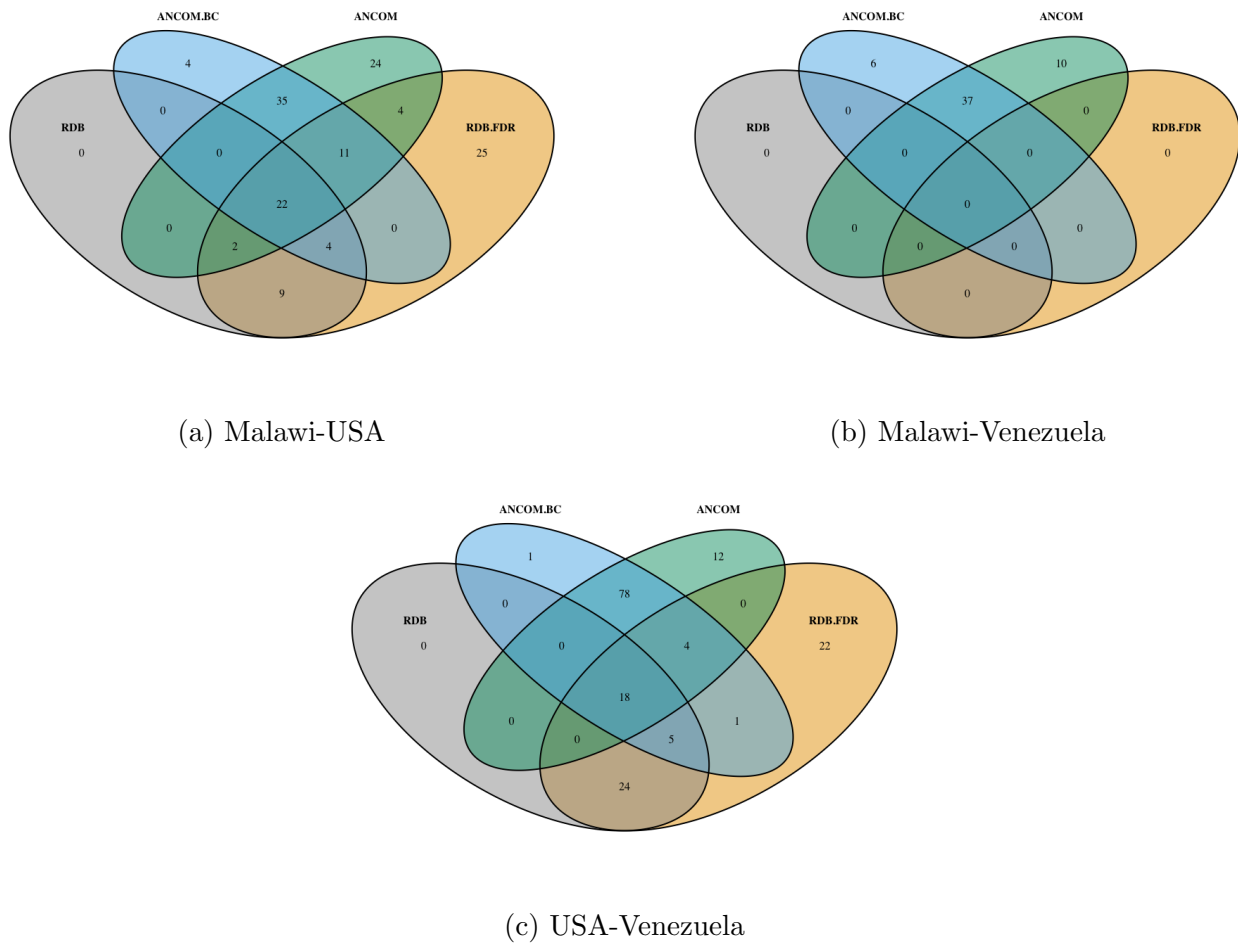 ANCOM.BC ANCOM
4 24
35
0 4
RDB RDB.FDR
0 0 11 25
22
0 0
2 4
9
(a) Malawi-USA
ANCOM.BC ANCOM
6 10
37
0 0
RDB RDB.FDR
0 0 0 0
0
0 0
0 0
0
(b) Malawi-Venezuela
ANCOM.BC ANCOM
1 12
78
0 0
RDB RDB.FDR
0 0 4 22
18
0 1
0 5
24
(c) USA-Venezuela